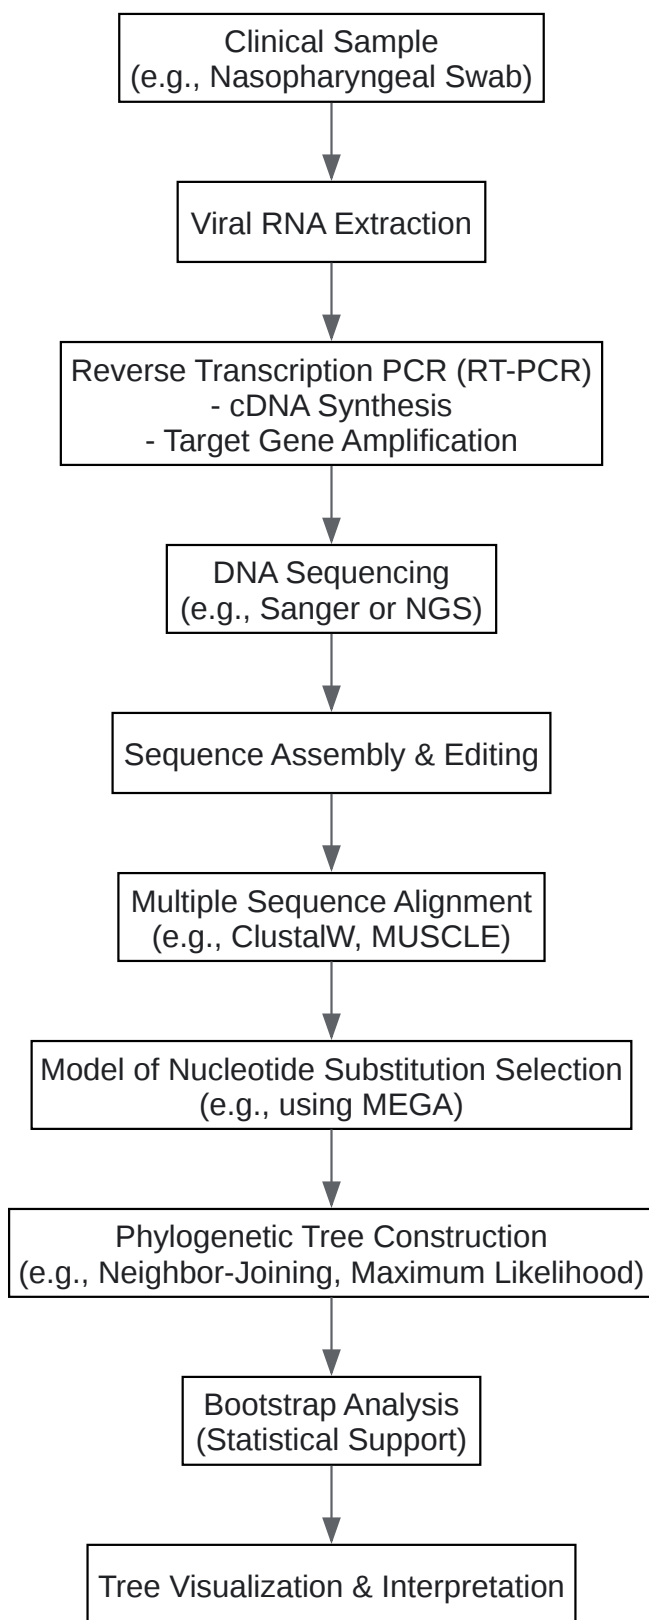 Clinical Sample
(e.g., Nasopharyngeal Swab)
Viral RNA Extraction
Reverse Transcription PCR (RT-PCR)
- cDNA Synthesis
- Target Gene Amplification
DNA Sequencing
(e.g., Sanger or NGS)
Sequence Assembly & Editing
Multiple Sequence Alignment
(e.g., ClustalW, MUSCLE)
Model of Nucleotide Substitution Selection
(e.g., using MEGA)
Phylogenetic Tree Construction
(e.g., Neighbor-Joining, Maximum Likelihood)
Bootstrap Analysis
(Statistical Support)
Tree Visualization & Interpretation